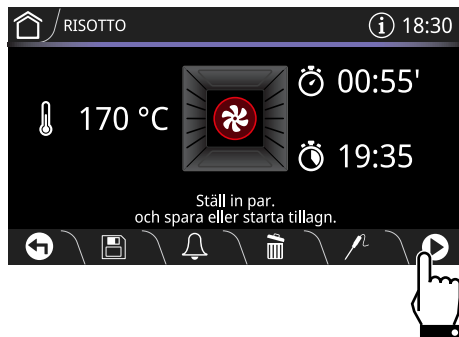 RISOTTO
i 18:30
00:55'
170 °C
19:35
Ställ in par.
och spara eller starta tillagn.